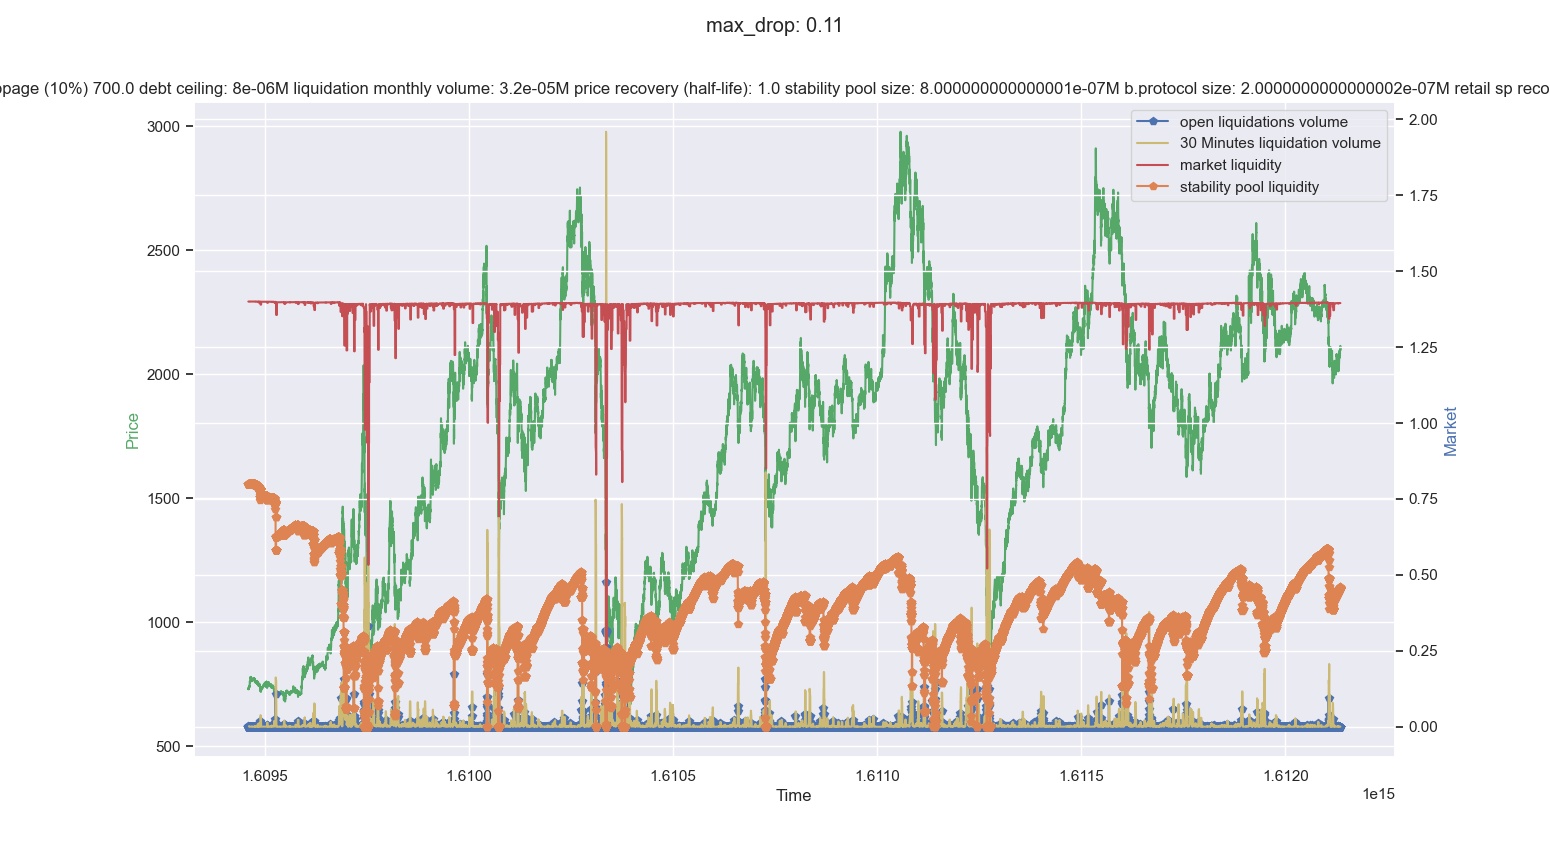 max_drop: 0.11
(10%) 700.0 debt ceiling: 8e-06M liquidation monthly volume: 3.2e-05M price recovery (half-life): 1.0 stability pool size: 8.000000000000001e-07M b.protocol size: 2.0000000000000002e-07M retail sp
open liquidations volume
30 Minutes liquidation volume
market liquidity
stability pool liquidity
3000
2500
2000
1500
1000
500
Price
2.00
1.75
1.50
1.25
1.00
0.75
0.50
0.25
0.00
Market
1.6095
1.6100
1.6105
1.6110
1.6115
1.6120
1e15
Time